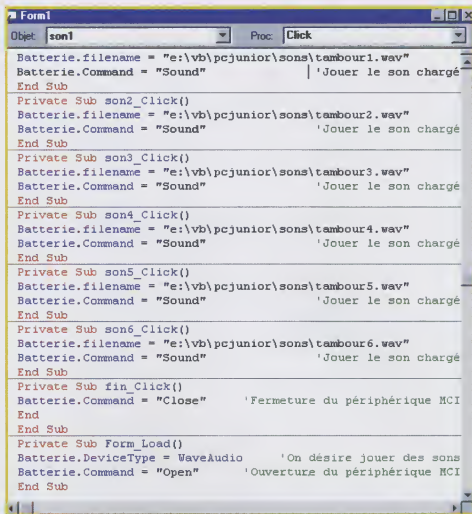 Form1
Objet: son1 Proc: Click
Batterie.filename = "e:\vb\pcjunior\sons\tambour1.wav"
Batterie.Command = "Sound" 'Jouer le son chargé
End Sub
Private Sub son2_Click()
Batterie.filename = "e:\vb\pcjunior\sons\tambour2.wav"
Batterie.Command = "Sound" 'Jouer le son chargé
End Sub
Private Sub son3_Click()
Batterie.filename = "e:\vb\pcjunior\sons\tambour3.wav"
Batterie.Command = "Sound" 'Jouer le son chargé
End Sub
Private Sub son4_Click()
Batterie.filename = "e:\vb\pcjunior\sons\tambour4.wav"
Batterie.Command = "Sound" 'Jouer le son chargé
End Sub
Private Sub son5_Click()
Batterie.filename = "e:\vb\pcjunior\sons\tambour5.wav"
Batterie.Command = "Sound" 'Jouer le son chargé
End Sub
Private Sub son6_Click()
Batterie.filename = "e:\vb\pcjunior\sons\tambour6.wav"
Batterie.Command = "Sound" 'Jouer le son chargé
End Sub
Private Sub fin_Click()
Batterie.Command = "Close" 'Fermeture du périphérique MCI
End
End Sub
Private Sub Form_Load()
Batterie.DeviceType = WaveAudio 'On désire jouer des sons
Batterie.Command = "Open" 'Ouverture du périphérique MCI
End Sub